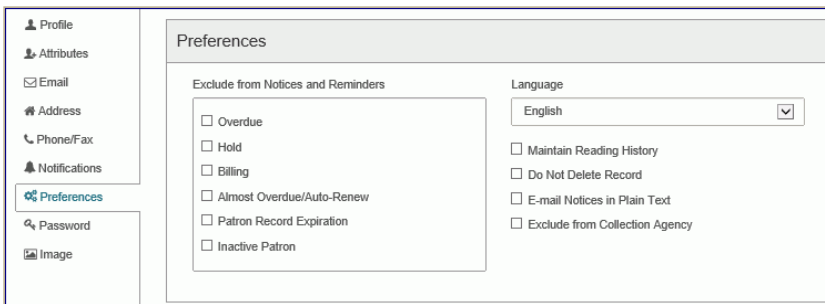 Profile
Attributes
Email
Address
Phone/Fax
Notifications
Preferences
Password
Image
Preferences
Exclude from Notices and Reminders
Overdue
Hold
Billing
Almost Overdue/Auto-Renew
Patron Record Expiration
Inactive Patron
Language
English
Maintain Reading History
Do Not Delete Record
E-mail Notices in Plain Text
Exclude from Collection Agency